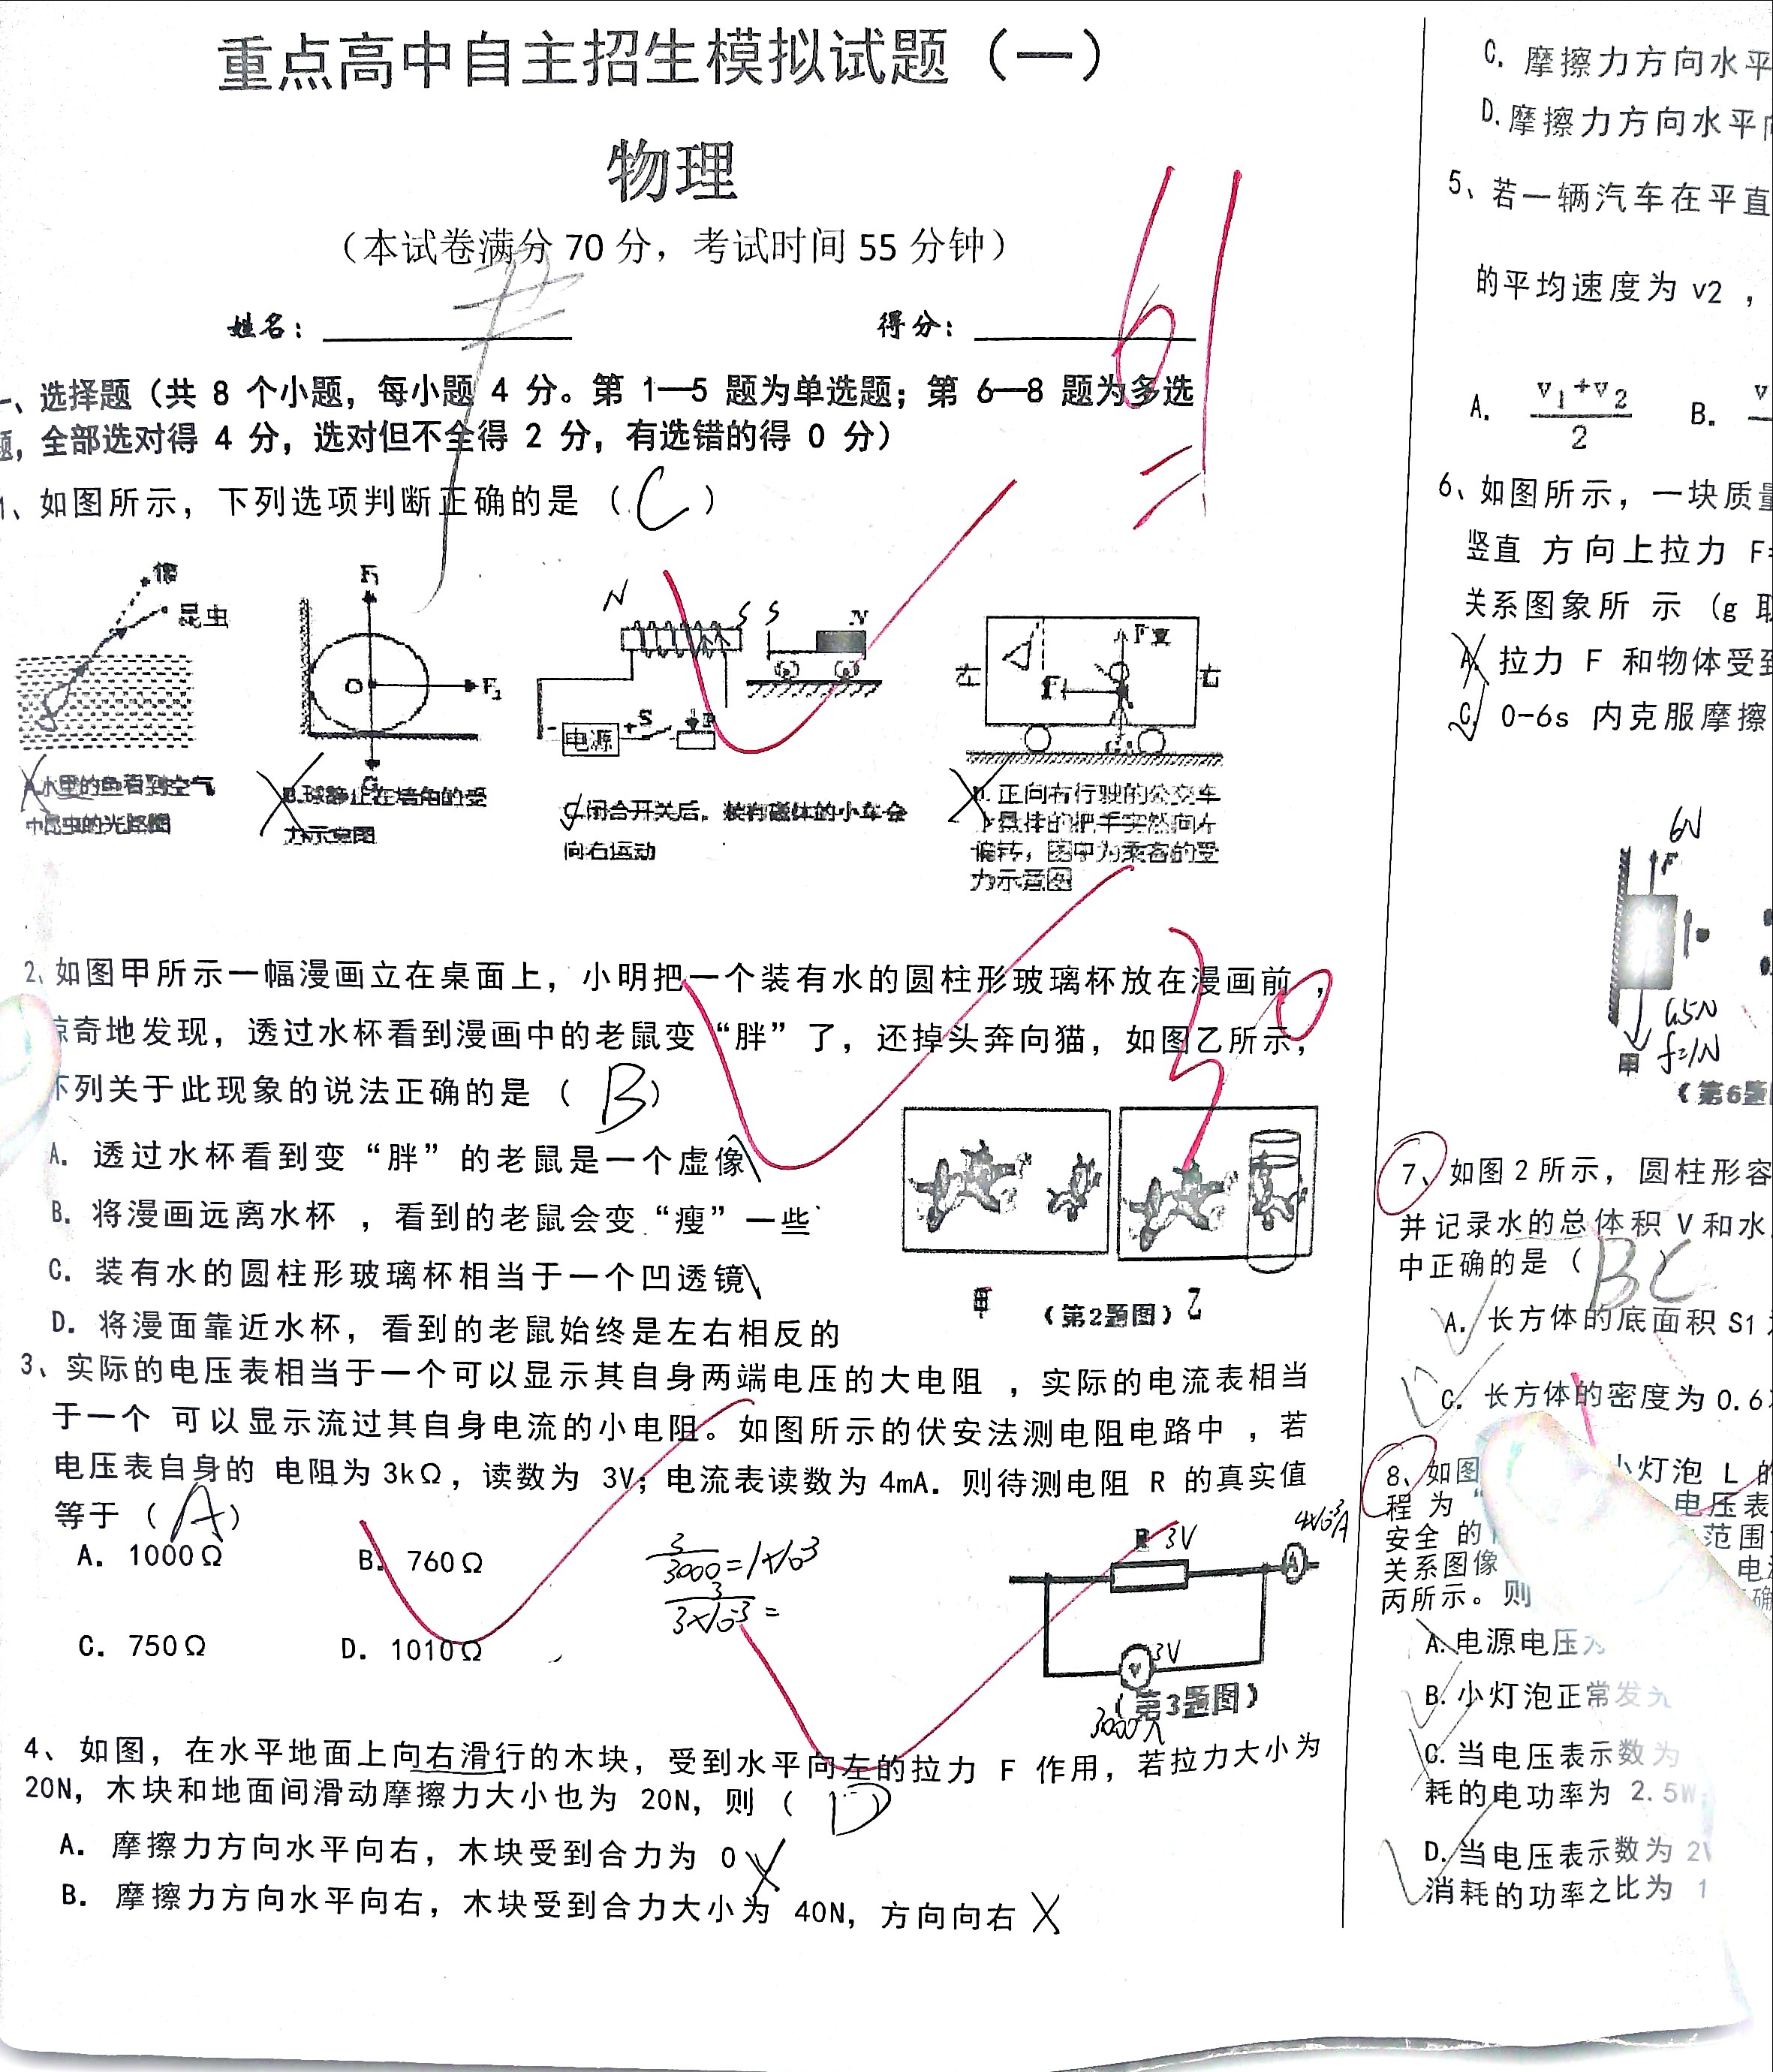 重点高中自主招生模拟试题（一）
物理
（本试卷满分 70 分，考试时间 55 分钟）
姓名：
得分：
61
一、选择题（共 8 个小题，每小题 4 分。第 1—5 题为单选题；第 6—8 题为多选
题，全部选对得 4 分，选对但不全得 2 分，有选错的得 0 分）
1、如图所示，下列选项判断正确的是（ C ）
像
昆虫
A.水里的鱼看到空气
中昆虫的光路图
F₁
O
F₂
G
B.球静止在墙角的受
力示意图
N
S S
N
电源
+ S
P
C.闭合开关后，装有磁体的小车会
向右运动
左
F支
F
右
D.正向右行驶的公交车
上悬挂的把手突然向左
偏转，图中为乘客的受
力示意图
2、如图甲所示一幅漫画立在桌面上，小明把一个装有水的圆柱形玻璃杯放在漫画前，
惊奇地发现，透过水杯看到漫画中的老鼠变“胖”了，还掉头奔向猫，如图乙所示，
下列关于此现象的说法正确的是（ B ）
A. 透过水杯看到变“胖”的老鼠是一个虚像
B. 将漫画远离水杯 ，看到的老鼠会变“瘦”一些
C. 装有水的圆柱形玻璃杯相当于一个凹透镜
D. 将漫面靠近水杯，看到的老鼠始终是左右相反的
甲 （第2题图） 乙
3、实际的电压表相当于一个可以显示其自身两端电压的大电阻 ，实际的电流表相当
于一个 可以显示流过其自身电流的小电阻。如图所示的伏安法测电阻电路中 ，若
电压表自身的 电阻为 3kΩ，读数为 3V；电流表读数为 4mA．则待测电阻 R 的真实值
等于（ A ）
A. 1000Ω B. 760Ω
C. 750Ω D. 1010Ω
R 3V
A
V 3V
（第3题图）
4、如图，在水平地面上向右滑行的木块，受到水平向左的拉力 F 作用，若拉力大小为
20N，木块和地面间滑动摩擦力大小也为 20N，则（ D ）
A. 摩擦力方向水平向右，木块受到合力为 0
B. 摩擦力方向水平向右，木块受到合力大小为 40N，方向向右
C. 摩擦力方向水平
D. 摩擦力方向水平
5、若一辆汽车在平直
的平均速度为 v2 ，
A. (v₁+v₂)/2 B.
6、如图所示，一块质量
竖直 方向上拉力 F
关系图象所 示 （g 取
A. 拉力 F 和物体受到
C. 0-6s 内克服摩擦
6N
F
6.5N
f=1N
甲
（第6题
7、如图 2 所示，圆柱形容
并记录水的总体积 V 和水
中正确的是（ BC
A. 长方体的底面积 S1
C. 长方体的密度为 0.6
8、如图 小灯泡 L 的
程 为 电压表
安全 的 范围
关系图像
丙所示。则
A. 电源电压为
B. 小灯泡正常发光
C. 当电压表示数为
耗的电功率为 2.5W
D. 当电压表示数为 2V
消耗的功率之比为 1